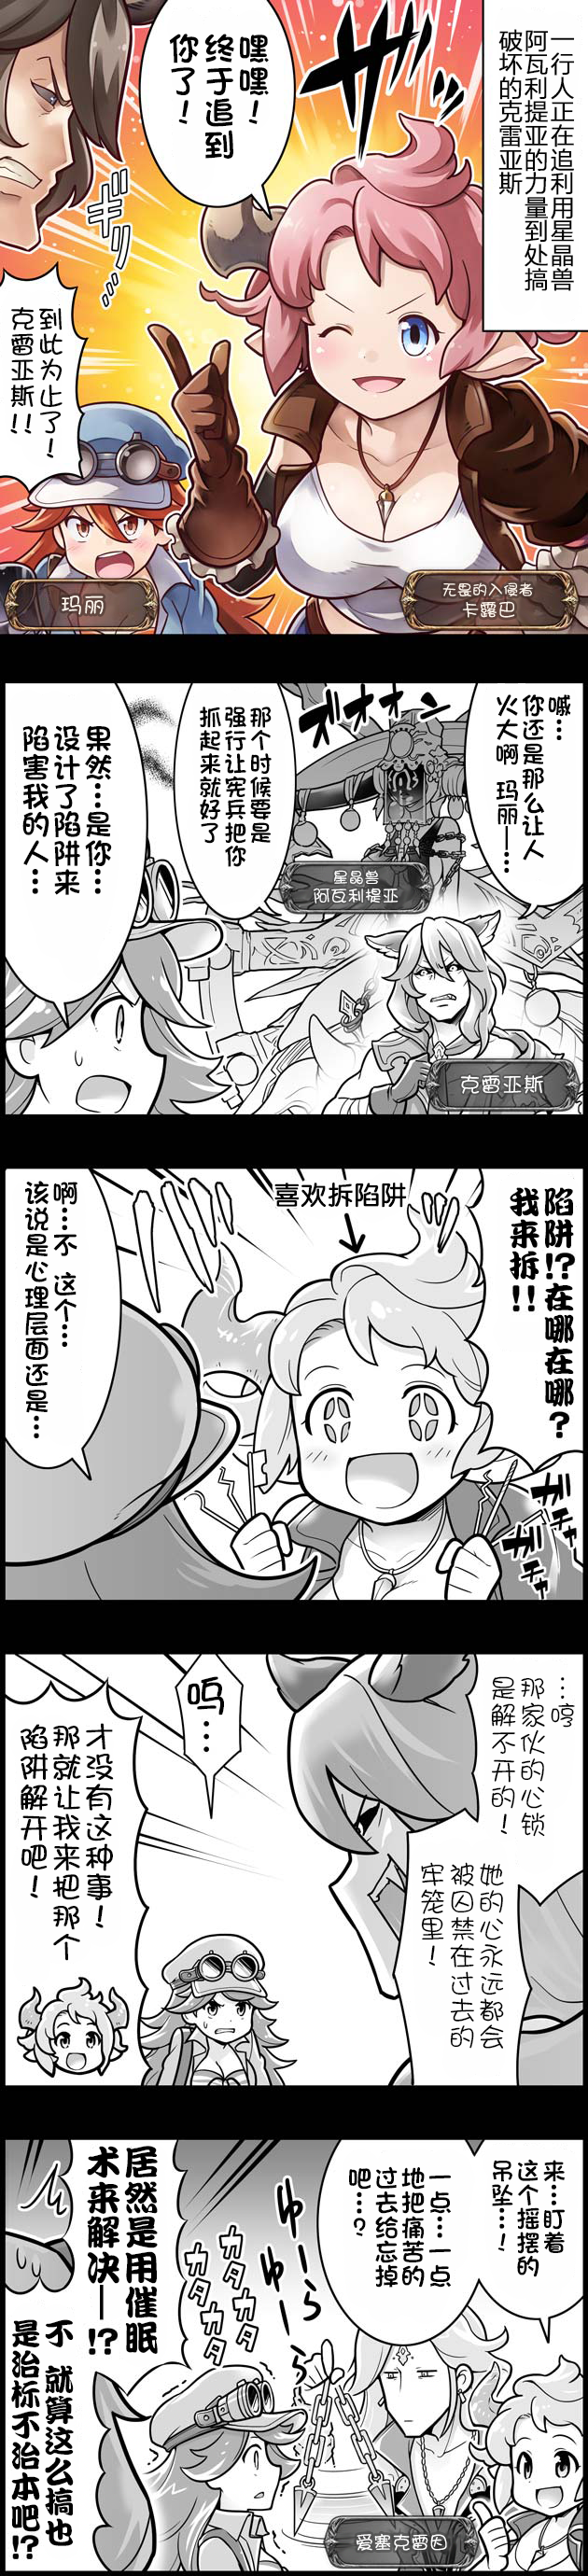 一行人正在追利用星晶兽
阿瓦利提亚的力量到处搞
破坏的克雷亚斯
嘿嘿！
终于追到
你了！
ギリッ
到此为止了！
克雷亚斯!!
玛丽
无畏的入侵者
卡露巴
嘁…
你还是那么让人
火大啊 玛丽—…
ズオオォン
那个时候要是
强行让宪兵把你
抓起来就好了
星晶兽
阿瓦利提亚
果然…是你…
设计了陷阱来
陷害我的人…
克雷亚斯
陷阱!?在哪在哪?
我来拆!!
喜欢拆陷阱
ガチャ
ガチャ
啊…不 这个…
该说是心理层面还是…
…哼
那家伙的心锁
是解不开的！
她的心永远都会
被囚禁在过去的
牢笼里！
呜…
才没有这种事！
那就让我来把那个
陷阱解开吧！
来…盯着
这个摇摆的
吊坠…！
一点…一点
地把痛苦的
过去给忘掉
吧…?
ゆーら
ゆーら
カタカタ
カタカタ
居然是用催眠
术来解决—!?
不 就算这么搞也
是治标不治本吧!?
爱塞克雷因